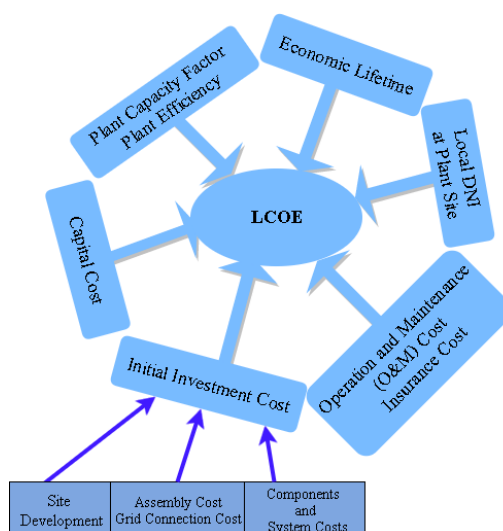 Economic Lifetime
Plant Capacity Factor
Plant Efficiency
Local DNI
at Plant Site
LCOE
Capital Cost
Operation and Maintenance
(O&M) Cost
Insurance Cost
Initial Investment Cost
Site
Development
Assembly Cost
Grid Connection Cost
Components
and
System Costs